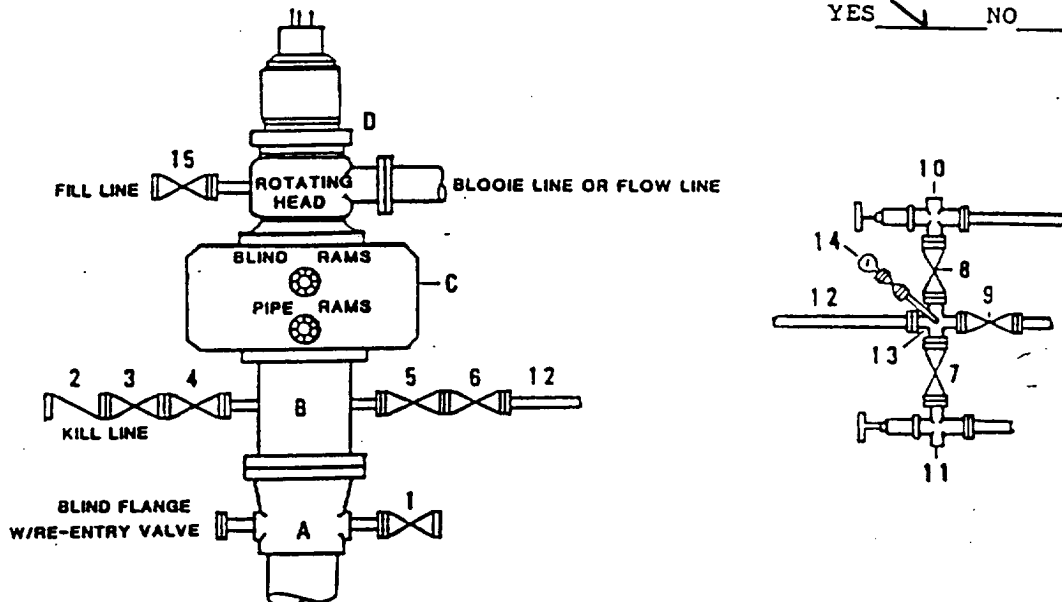 YES NO
D
15
FILL LINE
ROTATING
HEAD
BLOOIE LINE OR FLOW LINE
BLIND RAMS
C
PIPE RAMS
2 3 4
KILL LINE
B
5 6 12
BLIND FLANGE
W/RE-ENTRY VALVE
A
1
10
14
8
12
9
13
7
11